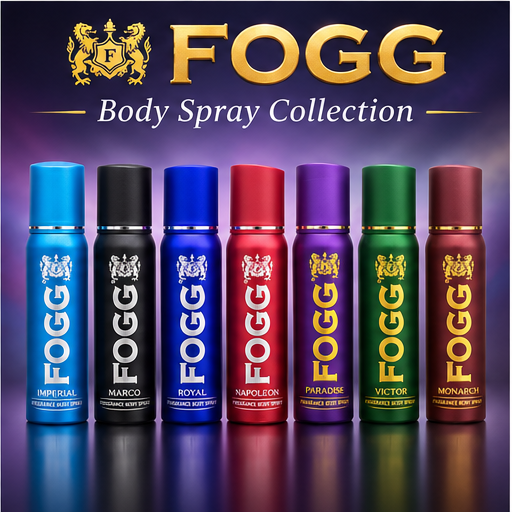 F FOGG
Body Spray Collection
FOGG
IMPERIAL
FOGG
MARCO
FOGG
ROYAL
FOGG
NAPOLEON
FOGG
PARADISE
FOGG
VICTOR
FOGG
MONARCH